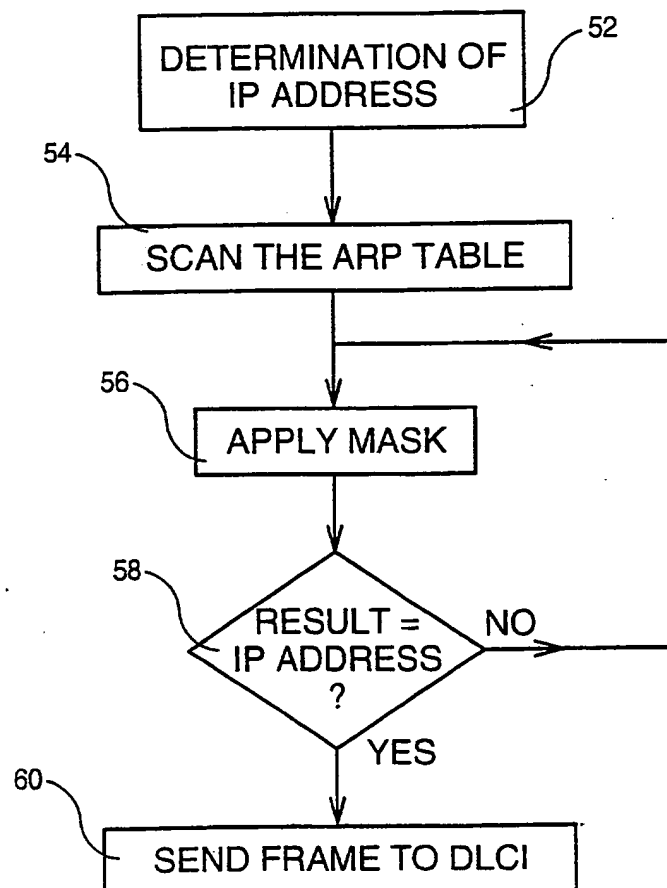 52
DETERMINATION OF
IP ADDRESS
54
SCAN THE ARP TABLE
56
APPLY MASK
58
RESULT =
IP ADDRESS
?
NO
YES
60
SEND FRAME TO DLCI